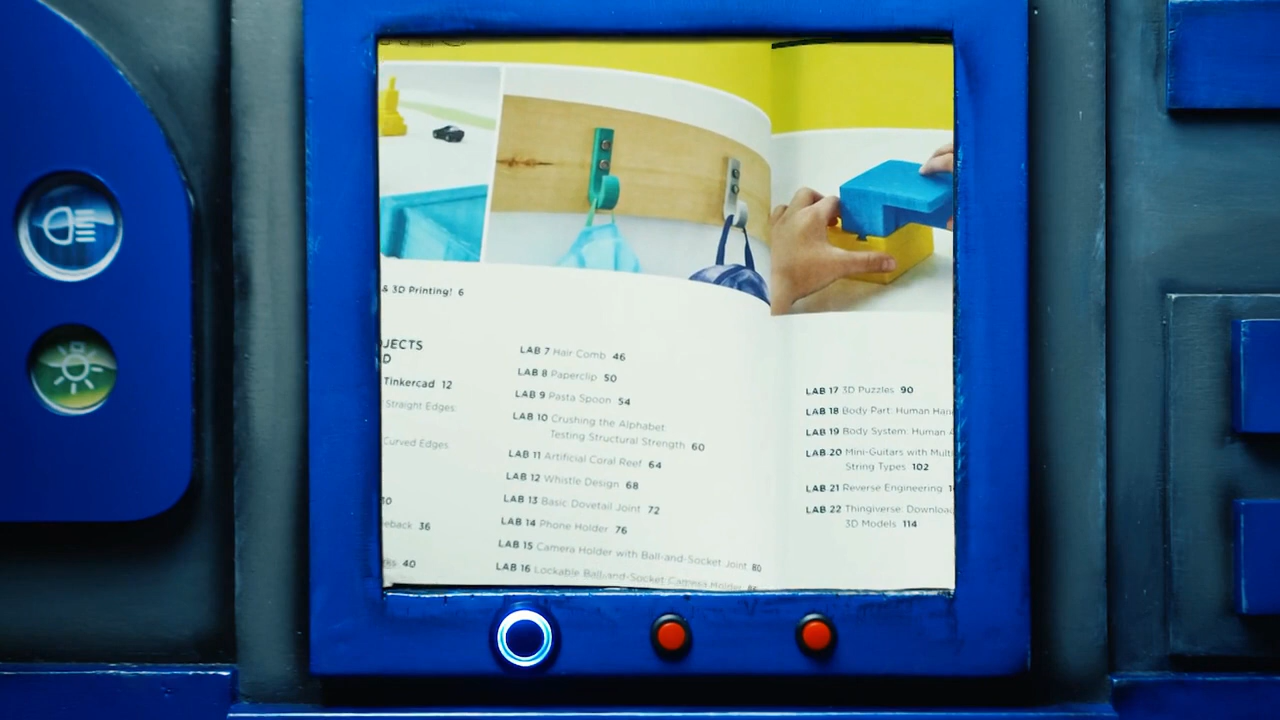 & 3D Printing! 6
JECTS
D
Tinkercad 12
Straight Edges:
Curved Edges
30
eback 36
ks 40
LAB 7 Hair Comb 46
LAB 8 Paperclip 50
LAB 9 Pasta Spoon 54
LAB 10 Crushing the Alphabet
Testing Structural Strength 60
LAB 11 Artificial Coral Reef 64
LAB 12 Whistle Design 68
LAB 13 Basic Dovetail Joint 72
LAB 14 Phone Holder 76
LAB 15 Camera Holder with Ball-and-Socket Joint 80
LAB 16 Lockable Ball-and-Socket Camera Holder 86
LAB 17 3D Puzzles 90
LAB 18 Body Part: Human Han
LAB 19 Body System: Human
LAB 20 Mini-Guitars with Multi
String Types 102
LAB 21 Reverse Engineering
LAB 22 Thingiverse: Download
3D Models 114